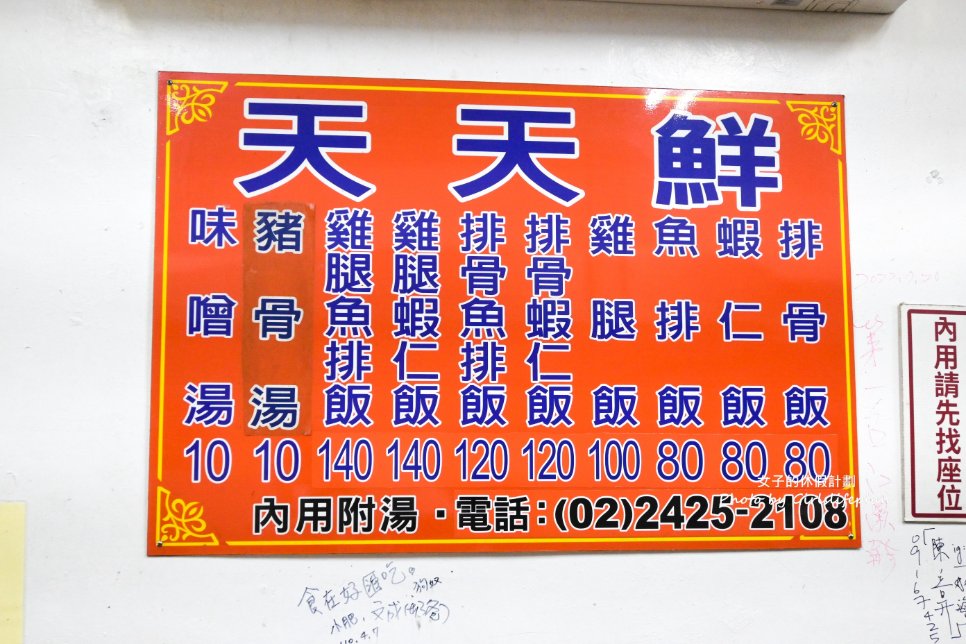 天天鮮
排骨飯 80
蝦仁飯 80
魚排飯 80
雞腿飯 100
排骨蝦仁飯 120
排骨魚排飯 120
雞腿蝦仁飯 140
雞腿魚排飯 140
豬骨湯 10
味噌湯 10
內用附湯・電話:(02)2425-2108
女子的休假計劃
內用請先找座位
食在好 吃。